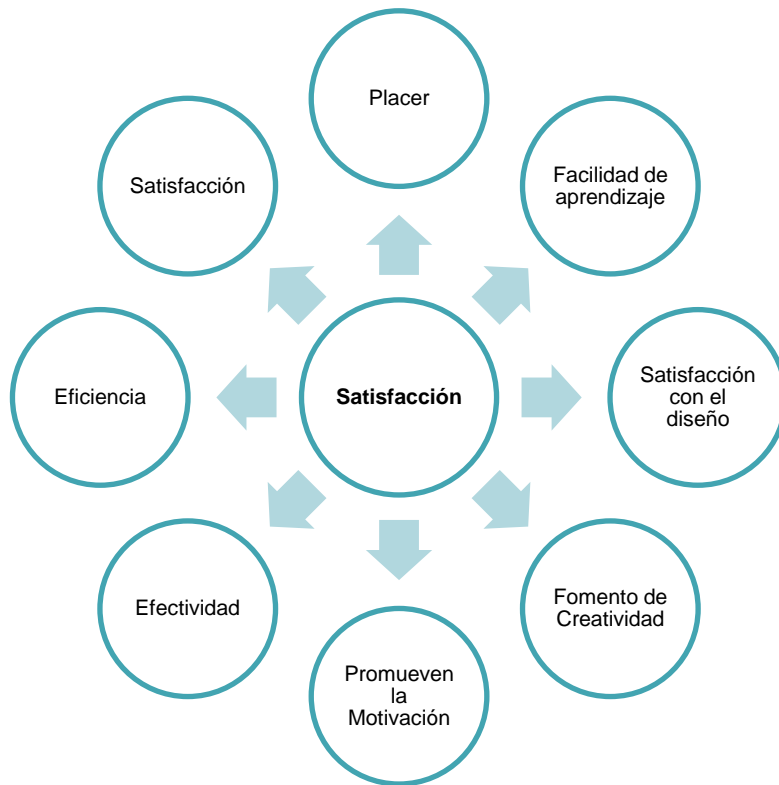 Placer
Satisfacción
Facilidad de
aprendizaje
Eficiencia
Satisfacción
Satisfacción
con el
diseño
Efectividad
Fomento de
Creatividad
Promueven
la
Motivación